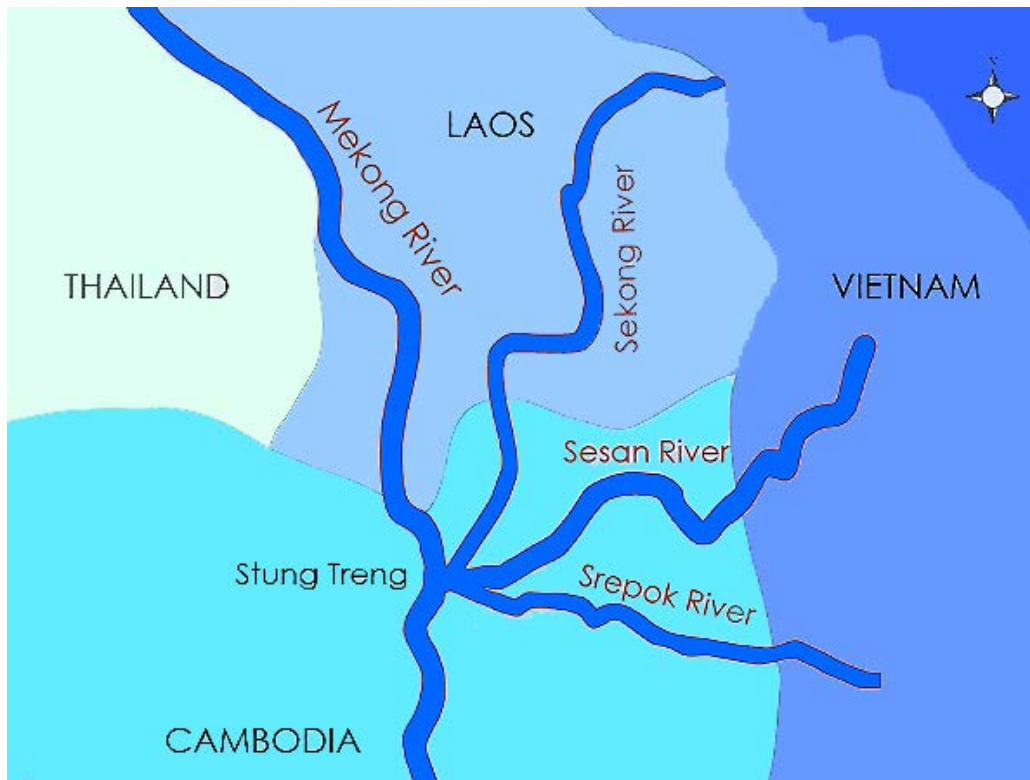 N
Mekong River
LAOS
Sekong River
THAILAND
VIETNAM
Sesan River
Stung Treng
Srepok River
CAMBODIA